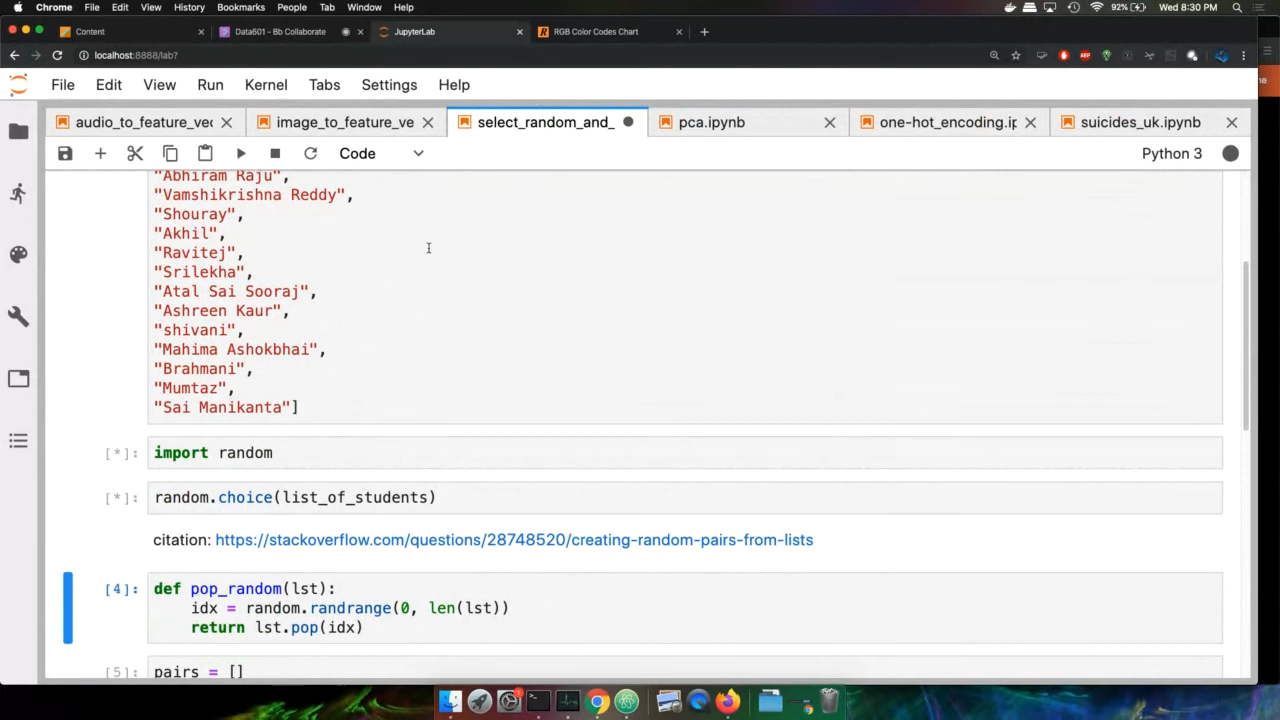 Chrome File Edit View History Bookmarks People Tab Window Help 92% Wed 8:30 PM
Content Data601 - Bb Collaborate JupyterLab RGB Color Codes Chart
localhost:8888/lab? ABP
File Edit View Run Kernel Tabs Settings Help
audio_to_feature_vec image_to_feature_ve select_random_and_ pca.ipynb one-hot_encoding.ip suicides_uk.ipynb
Code Python 3
"Abhiram Raju",
"Vamshikrishna Reddy",
"Shouray",
"Akhil",
"Ravitej",
"Srilekha",
"Atal Sai Sooraj",
"Ashreen Kaur",
"shivani",
"Mahima Ashokbhai",
"Brahmani",
"Mumtaz",
"Sai Manikanta"]
[*]: import random
[*]: random.choice(list_of_students)
citation: https://stackoverflow.com/questions/28748520/creating-random-pairs-from-lists
[4]: def pop_random(lst):
idx = random.randrange(0, len(lst))
return lst.pop(idx)
[5]: pairs = []